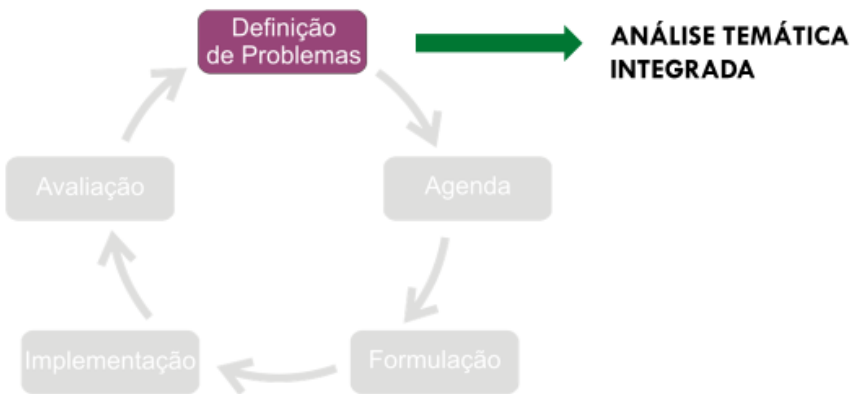 Definição
de Problemas
ANÁLISE TEMÁTICA
INTEGRADA
Avaliação
Agenda
Implementação
Formulação